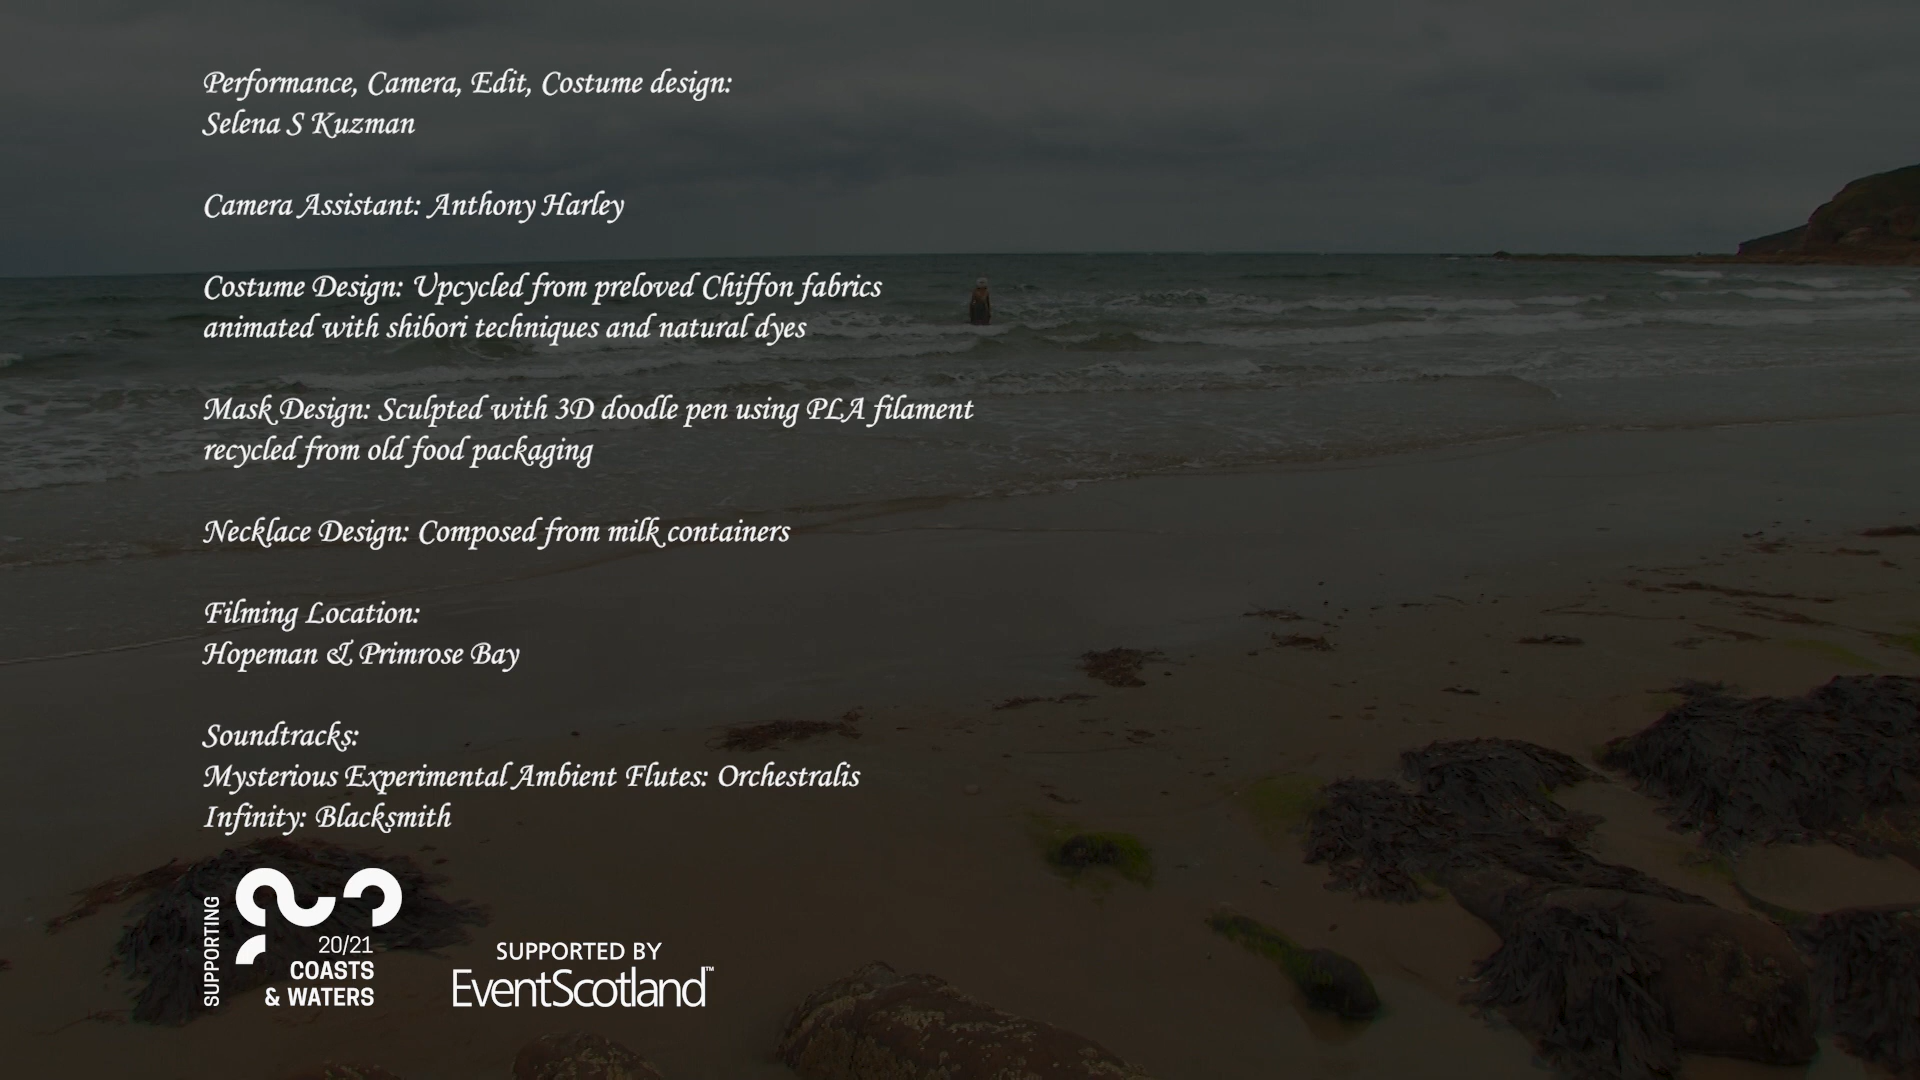 Performance, Camera, Edit, Costume design:
Selena S Kuzman
Camera Assistant: Anthony Harley
Costume Design: Upcycled from preloved Chiffon fabrics
animated with shibori techniques and natural dyes
Mask Design: Sculpted with 3D doodle pen using PLA filament
recycled from old food packaging
Necklace Design: Composed from milk containers
Filming Location:
Hopeman & Primrose Bay
Soundtracks:
Mysterious Experimental Ambient Flutes: Orchestralis
Infinity: Blacksmith
SUPPORTING
20/21
COASTS
& WATERS
SUPPORTED BY
EventScotland™